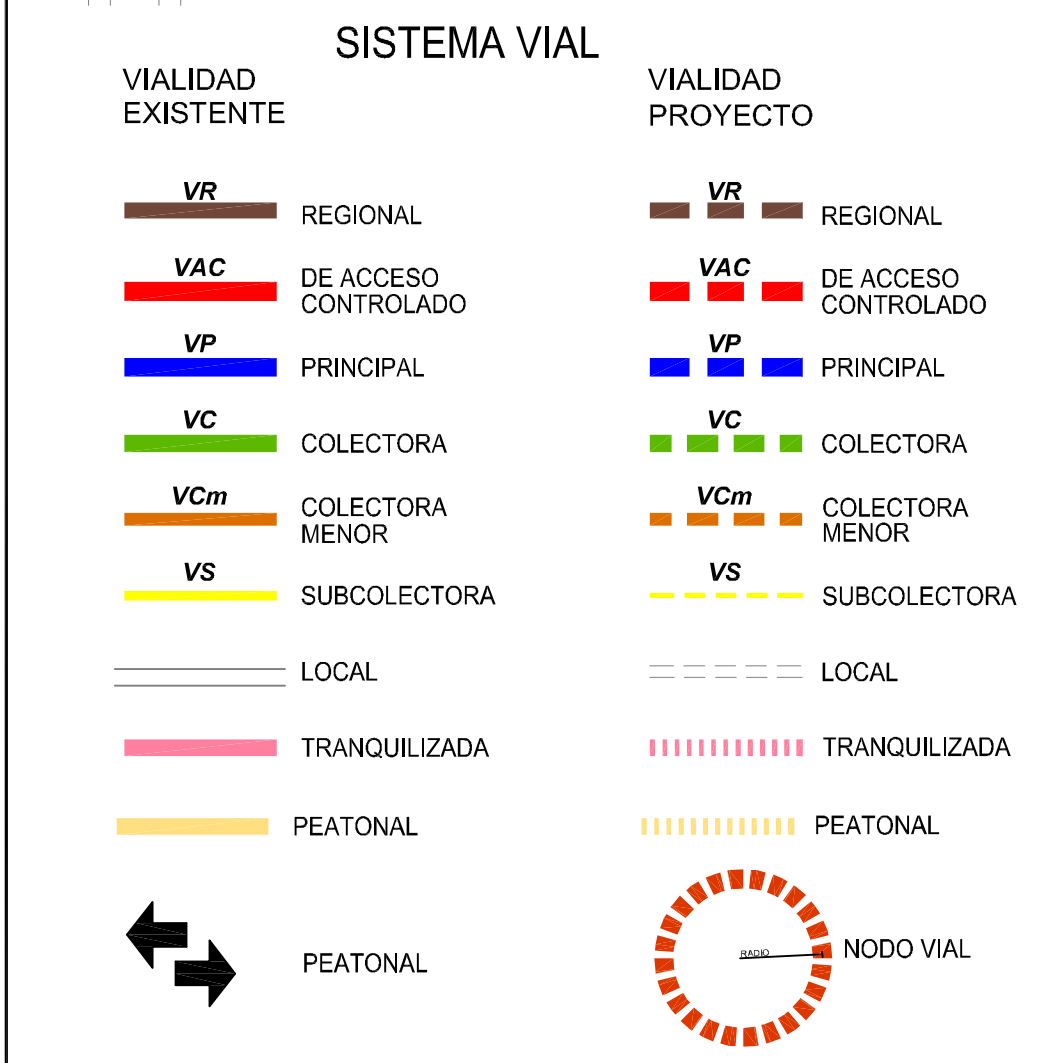 SISTEMA VIAL
VIALIDAD
EXISTENTE
VR
REGIONAL
VAC
DE ACCESO
CONTROLADO
VP
PRINCIPAL
VC
COLECTORA
VCm
COLECTORA
MENOR
VS
SUBCOLECTORA
LOCAL
TRANQUILIZADA
PEATONAL
PEATONAL
VIALIDAD
PROYECTO
VR
REGIONAL
VAC
DE ACCESO
CONTROLADO
VP
PRINCIPAL
VC
COLECTORA
VCm
COLECTORA
MENOR
VS
SUBCOLECTORA
LOCAL
TRANQUILIZADA
PEATONAL
RADIO
NODO VIAL